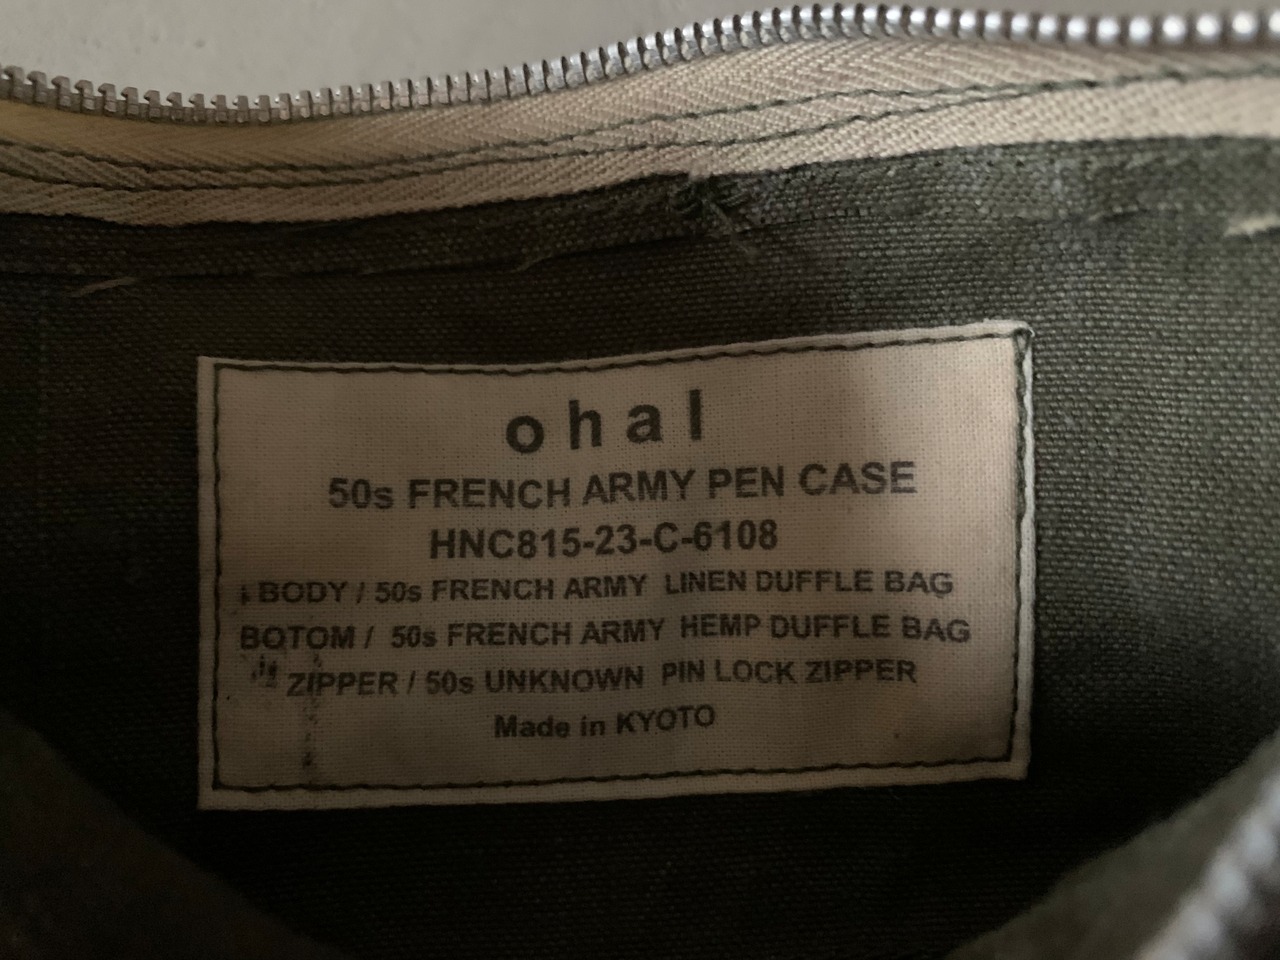 ohal
50s FRENCH ARMY PEN CASE
HNC815-23-C-6108
BODY / 50s FRENCH ARMY LINEN DUFFLE BAG
BOTOM / 50s FRENCH ARMY HEMP DUFFLE BAG
ZIPPER / 50s UNKNOWN PIN LOCK ZIPPER
Made in KYOTO